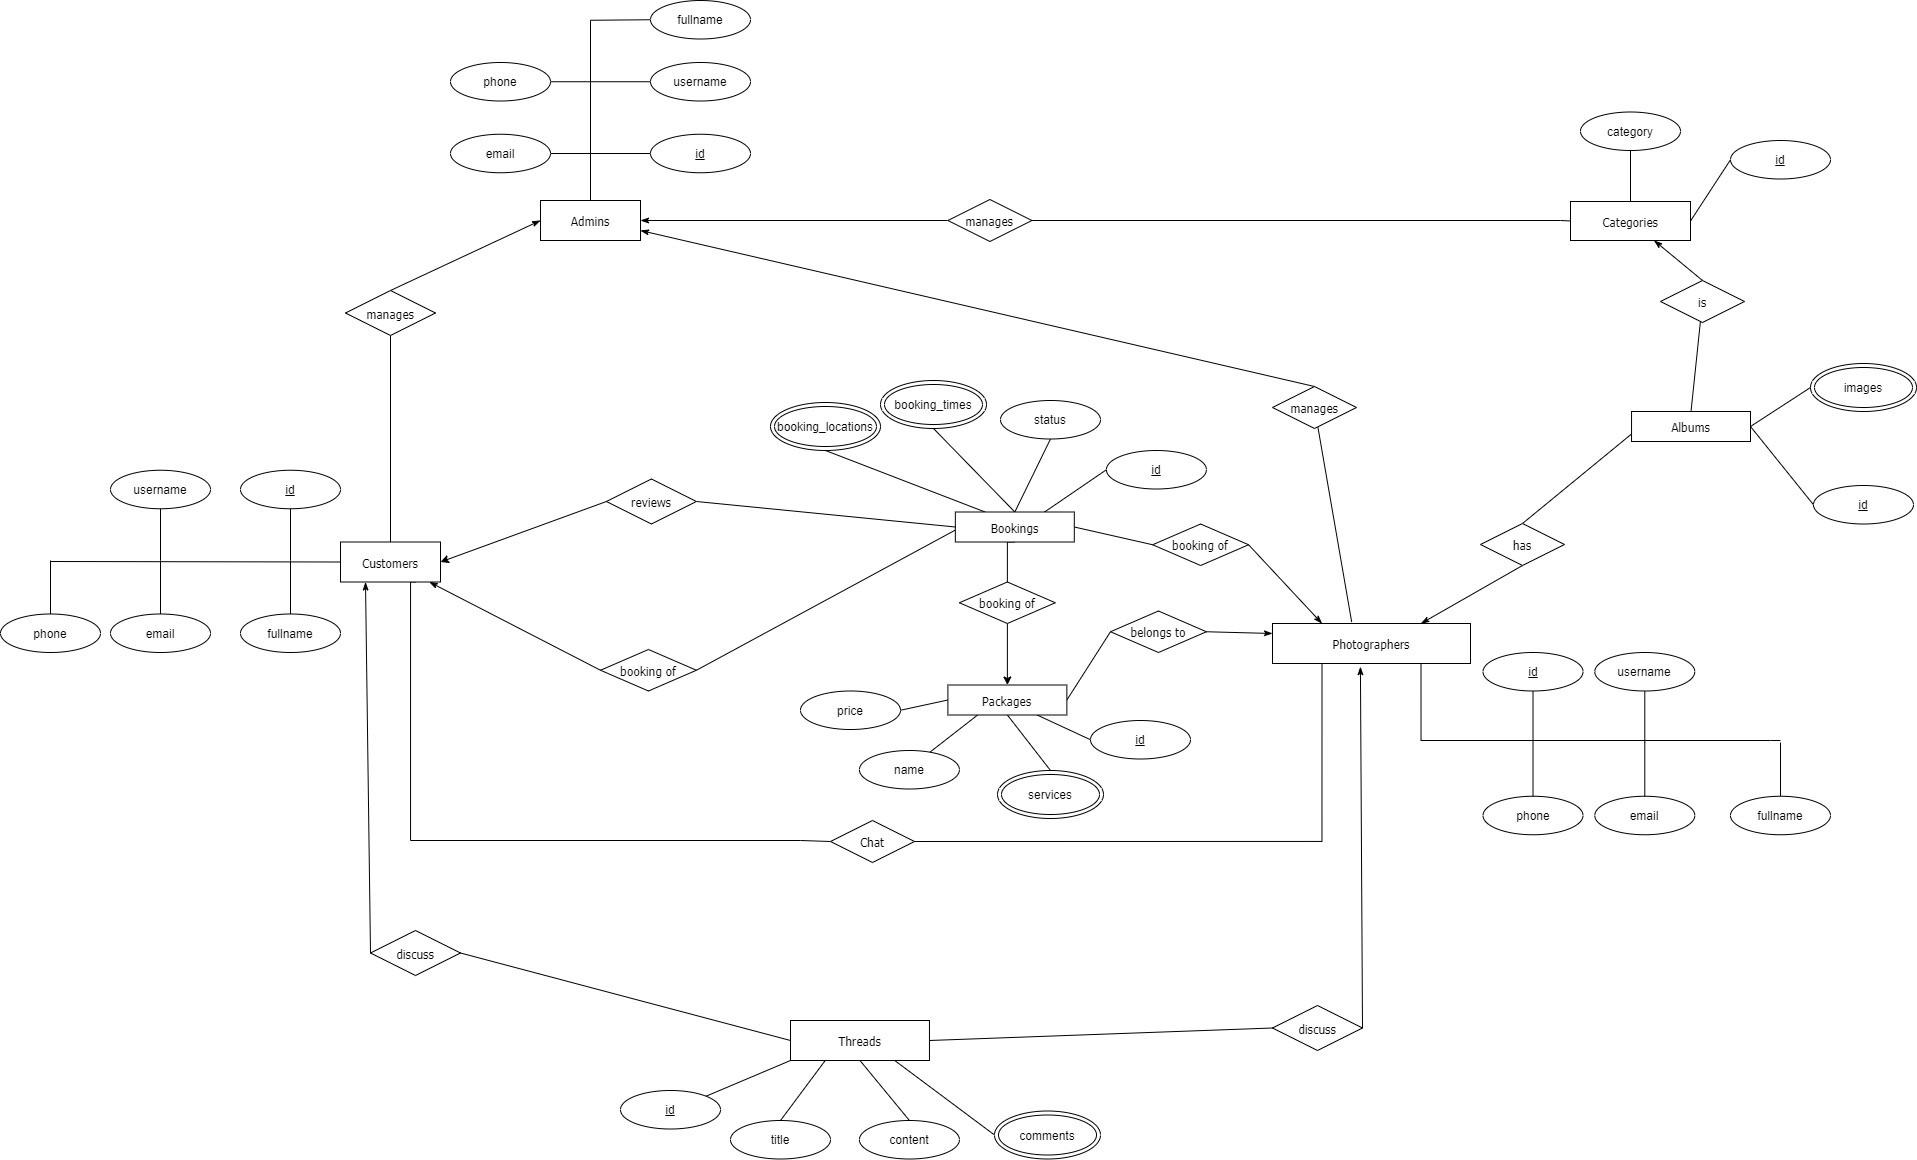 fullname
phone
username
email
id
category
id
Admins
manages
Categories
manages
is
manages
images
booking_locations
booking_times
status
Albums
id
username
id
reviews
Bookings
booking of
has
id
Customers
booking of
belongs to
phone
email
fullname
Photographers
booking of
id
username
Packages
price
id
name
services
phone
email
fullname
Chat
discuss
discuss
Threads
id
title
content
comments